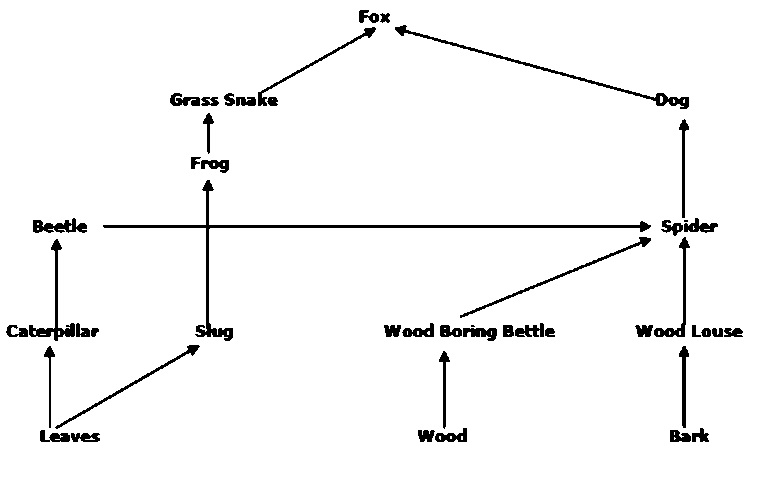 Fox
Grass Snake
Dog
Frog
Beetle
Spider
Caterpillar
Slug
Wood Boring Bettle
Wood Louse
Leaves
Wood
Bark